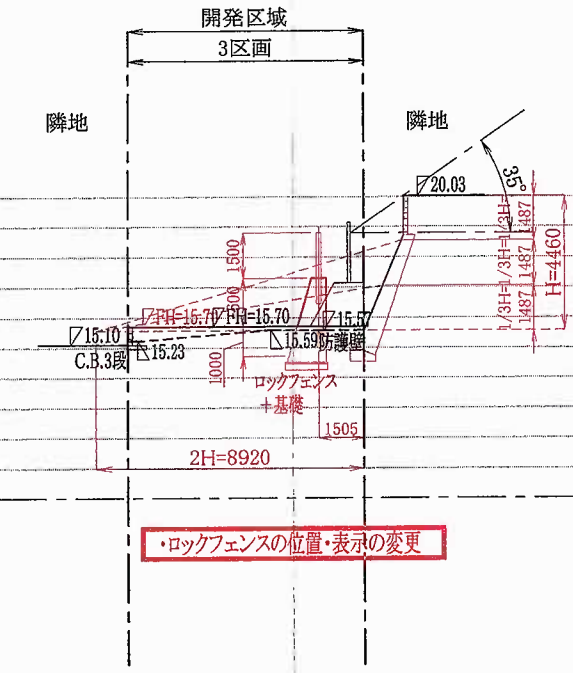 開発区域
3区画
隣地
隣地
35°
20.03
1/3H=1/3H=1/3H=
1487
1487
1487
H=4460
1500
1000
FH=15.70
15.57
15.10
15.23
C.B.3段
15.59
防護壁
ロックフェンス
+基礎
1505
2H=8920
・ロックフェンスの位置・表示の変更